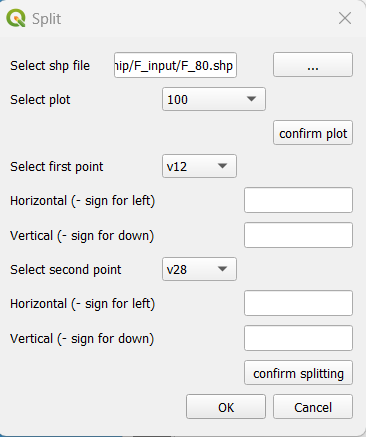 Split
Select shp file nip/F_input/F_80.shp ...
Select plot 100
confirm plot
Select first point v12
Horizontal (- sign for left)
Vertical (- sign for down)
Select second point v28
Horizontal (- sign for left)
Vertical (- sign for down)
confirm splitting
OK Cancel